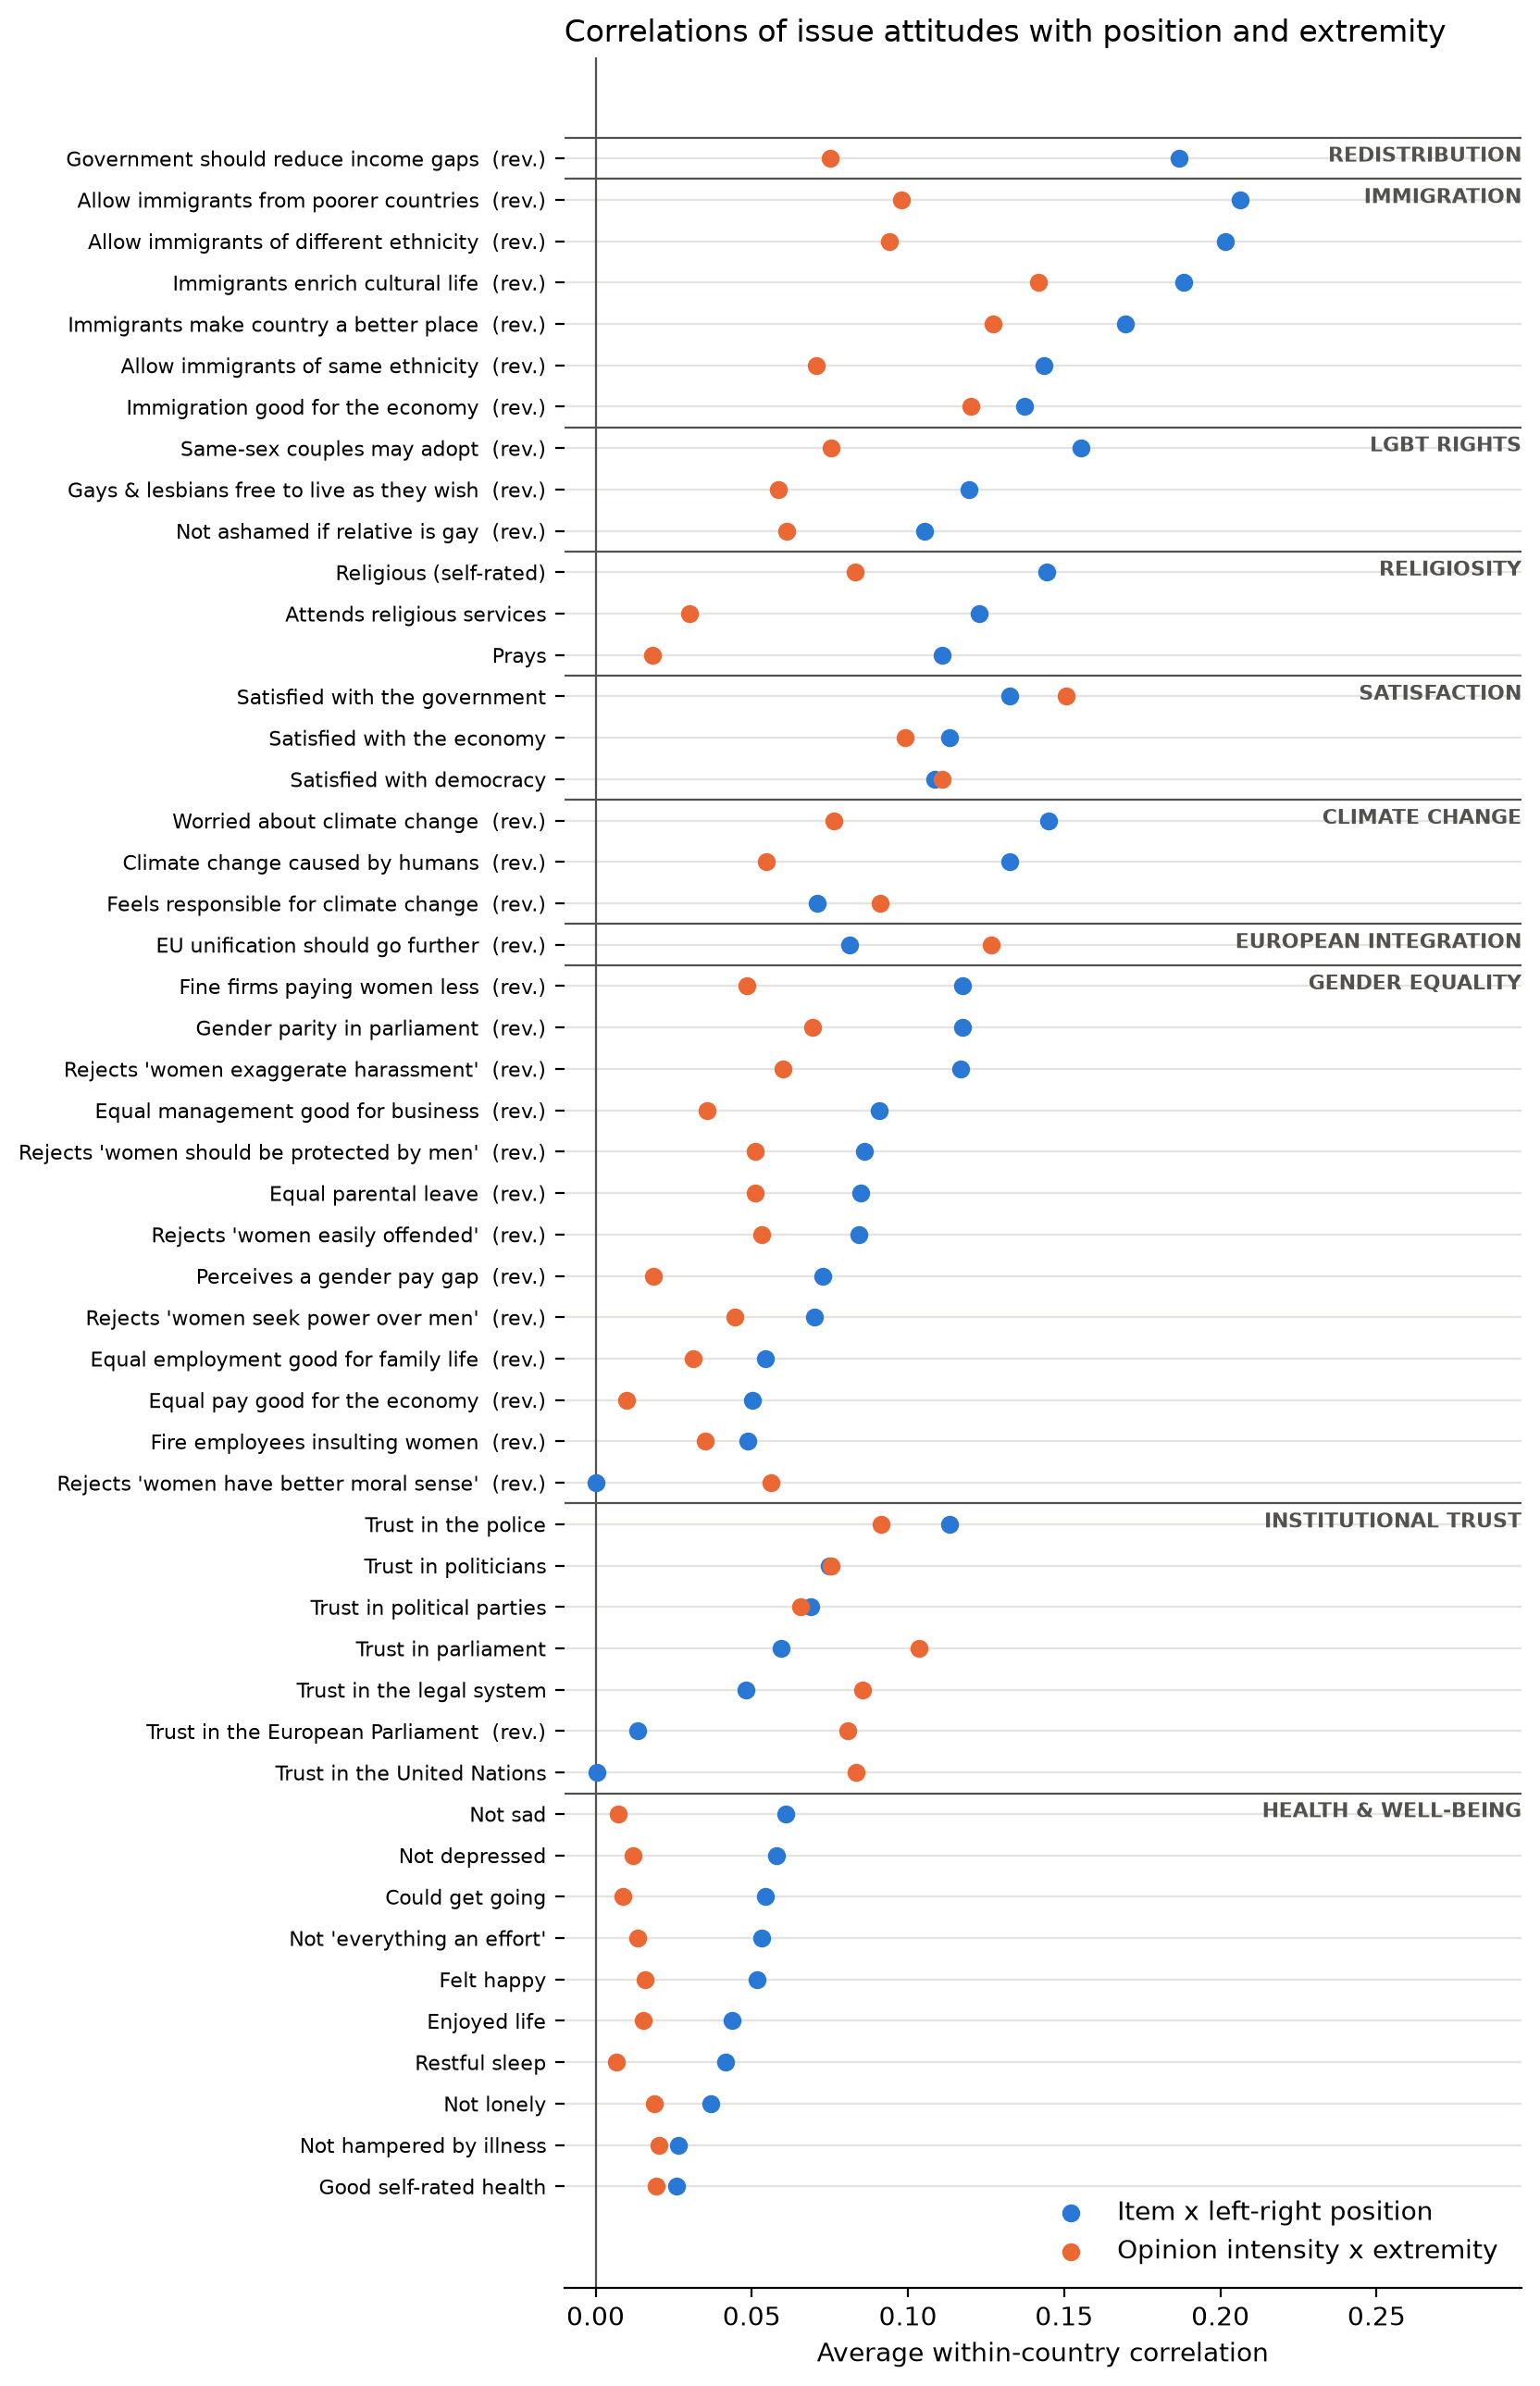 Correlations of issue attitudes with position and extremity
Government should reduce income gaps (rev.)
REDISTRIBUTION
Allow immigrants from poorer countries (rev.)
IMMIGRATION
Allow immigrants of different ethnicity (rev.)
Immigrants enrich cultural life (rev.)
Immigrants make country a better place (rev.)
Allow immigrants of same ethnicity (rev.)
Immigration good for the economy (rev.)
Same-sex couples may adopt (rev.)
LGBT RIGHTS
Gays & lesbians free to live as they wish (rev.)
Not ashamed if relative is gay (rev.)
Religious (self-rated)
RELIGIOSITY
Attends religious services
Prays
Satisfied with the government
SATISFACTION
Satisfied with the economy
Satisfied with democracy
Worried about climate change (rev.)
CLIMATE CHANGE
Climate change caused by humans (rev.)
Feels responsible for climate change (rev.)
EU unification should go further (rev.)
EUROPEAN INTEGRATION
Fine firms paying women less (rev.)
GENDER EQUALITY
Gender parity in parliament (rev.)
Rejects 'women exaggerate harassment' (rev.)
Equal management good for business (rev.)
Rejects 'women should be protected by men' (rev.)
Equal parental leave (rev.)
Rejects 'women easily offended' (rev.)
Perceives a gender pay gap (rev.)
Rejects 'women seek power over men' (rev.)
Equal employment good for family life (rev.)
Equal pay good for the economy (rev.)
Fire employees insulting women (rev.)
Rejects 'women have better moral sense' (rev.)
Trust in the police
INSTITUTIONAL TRUST
Trust in politicians
Trust in political parties
Trust in parliament
Trust in the legal system
Trust in the European Parliament (rev.)
Trust in the United Nations
Not sad
HEALTH & WELL-BEING
Not depressed
Could get going
Not 'everything an effort'
Felt happy
Enjoyed life
Restful sleep
Not lonely
Not hampered by illness
Good self-rated health
Item x left-right position
Opinion intensity x extremity
0.00 0.05 0.10 0.15 0.20 0.25
Average within-country correlation